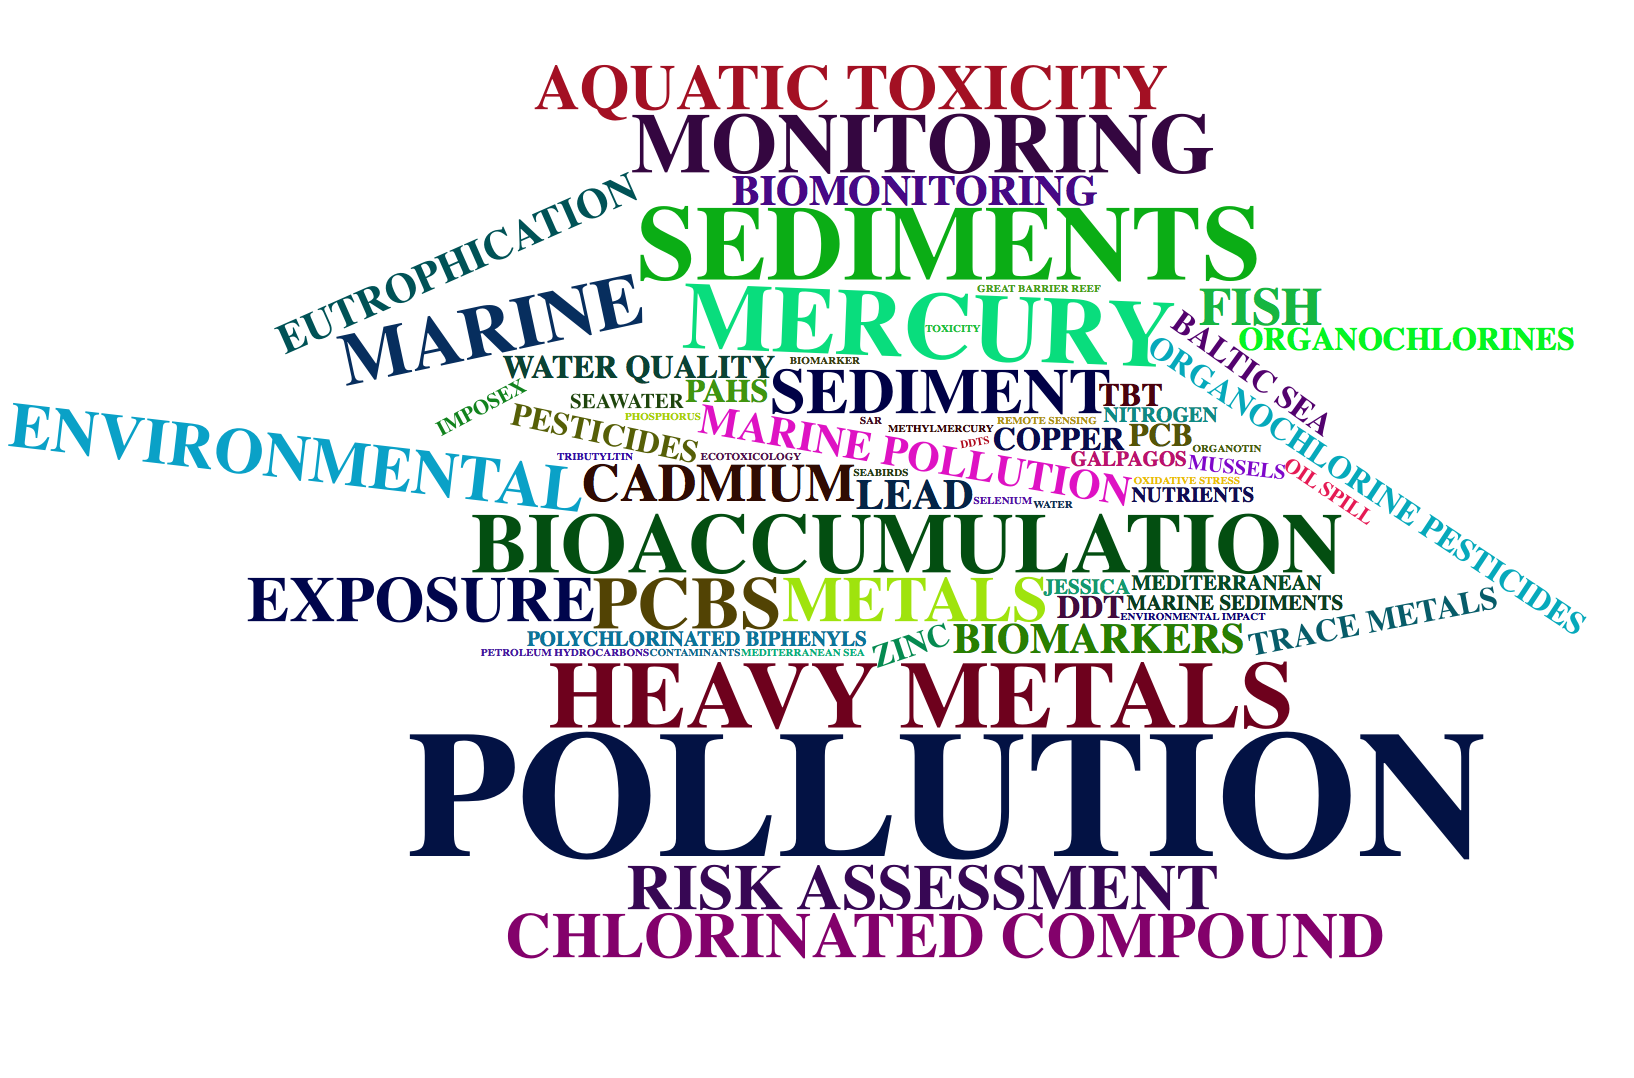 AQUATIC TOXICITY
MONITORING
BIOMONITORING
EUTROPHICATION
SEDIMENTS
MARINE
MERCURY
GREAT BARRIER REEF
TOXICITY
FISH
ORGANOCHLORINES
BALTIC SEA
ORGANOCHLORINE PESTICIDES
WATER QUALITY
BIOMARKER
SEDIMENT
TBT
PAHS
SEAWATER
IMPOSEX
PHOSPHORUS
PESTICIDES
MARINE POLLUTION
SAR
METHYLMERCURY
REMOTE SENSING
NITROGEN
DDTS
COPPER
PCB
ORGANOTIN
ENVIRONMENTAL
TRIBUTYLTIN
ECOTOXICOLOGY
GALPAGOS
MUSSELS
OIL SPILL
CADMIUM
SEABIRDS
LEAD
SELENIUM
WATER
OXIDATIVE STRESS
NUTRIENTS
BIOACCUMULATION
EXPOSURE
PCBS
METALS
JESSICA
MEDITERRANEAN
DDT
MARINE SEDIMENTS
ENVIRONMENTAL IMPACT
TRACE METALS
POLYCHLORINATED BIPHENYLS
ZINC
BIOMARKERS
PETROLEUM HYDROCARBONS
CONTAMINANTS
MEDITERRANEAN SEA
HEAVY METALS
POLLUTION
RISK ASSESSMENT
CHLORINATED COMPOUND